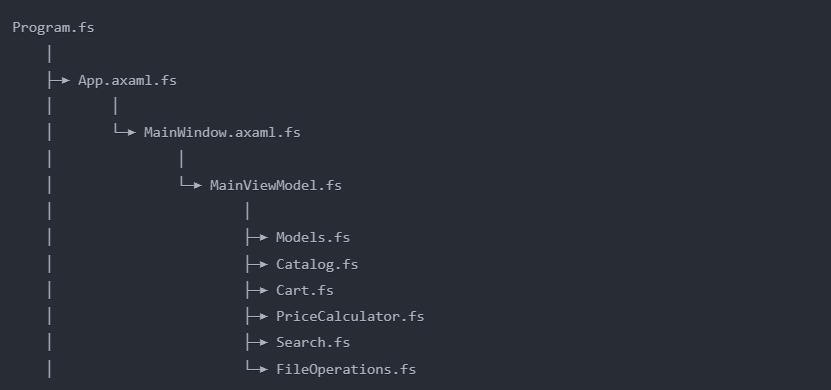 Program.fs
App.axaml.fs
MainWindow.axaml.fs
MainViewModel.fs
Models.fs
Catalog.fs
Cart.fs
PriceCalculator.fs
Search.fs
FileOperations.fs